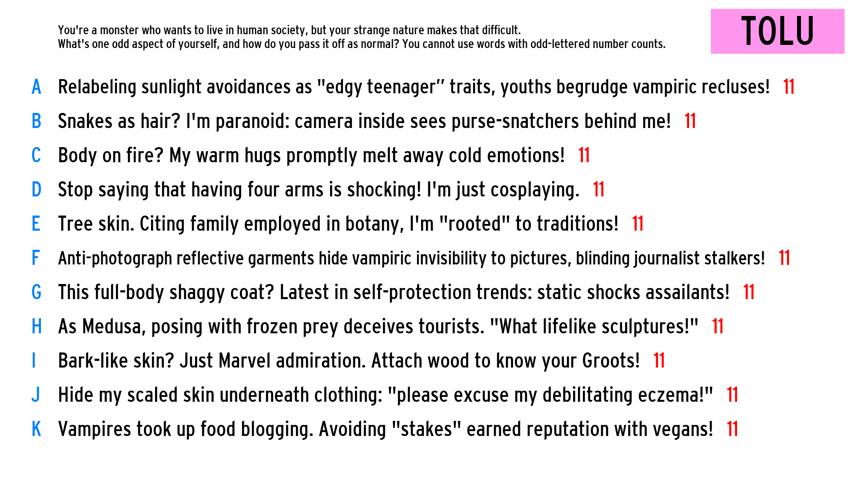 You're a monster who wants to live in human society, but your strange nature makes that difficult.
What's one odd aspect of yourself, and how do you pass it off as normal? You cannot use words with odd-lettered number counts.
TOLU
A Relabeling sunlight avoidances as "edgy teenager" traits, youths begrudge vampiric recluses! 11
B Snakes as hair? I'm paranoid: camera inside sees purse-snatchers behind me! 11
C Body on fire? My warm hugs promptly melt away cold emotions! 11
D Stop saying that having four arms is shocking! I'm just cosplaying. 11
E Tree skin. Citing family employed in botany, I'm "rooted" to traditions! 11
F Anti-photograph reflective garments hide vampiric invisibility to pictures, blinding journalist stalkers! 11
G This full-body shaggy coat? Latest in self-protection trends: static shocks assailants! 11
H As Medusa, posing with frozen prey deceives tourists. "What lifelike sculptures!" 11
I Bark-like skin? Just Marvel admiration. Attach wood to know your Groots! 11
J Hide my scaled skin underneath clothing: "please excuse my debilitating eczema!" 11
K Vampires took up food blogging. Avoiding "stakes" earned reputation with vegans! 11